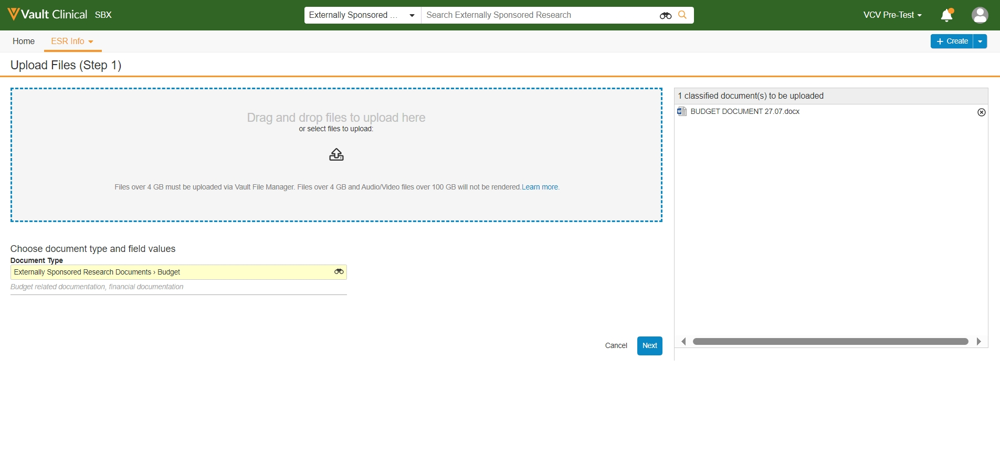 Vault Clinical SBX
Externally Sponsored ...
Search Externally Sponsored Research
VCV Pre-Test
Home
ESR Info
+ Create
Upload Files (Step 1)
Drag and drop files to upload here
or select files to upload:
Files over 4 GB must be uploaded via Vault File Manager. Files over 4 GB and Audio/Video files over 100 GB will not be rendered.Learn more.
1 classified document(s) to be uploaded
BUDGET DOCUMENT 27.07.docx
Choose document type and field values
Document Type
Externally Sponsored Research Documents › Budget
Budget related documentation, financial documentation
Cancel
Next